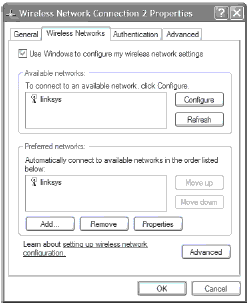 Wireless Network Connection 2 Properties
General Wireless Networks Authentication Advanced
Use Windows to configure my wireless network settings
Available networks:
To connect to an available network, click Configure.
linksys
Configure
Refresh
Preferred networks:
Automatically connect to available networks in the order listed
below:
linksys
Move up
Move down
Add... Remove Properties
Learn about setting up wireless network
configuration.
Advanced
OK Cancel